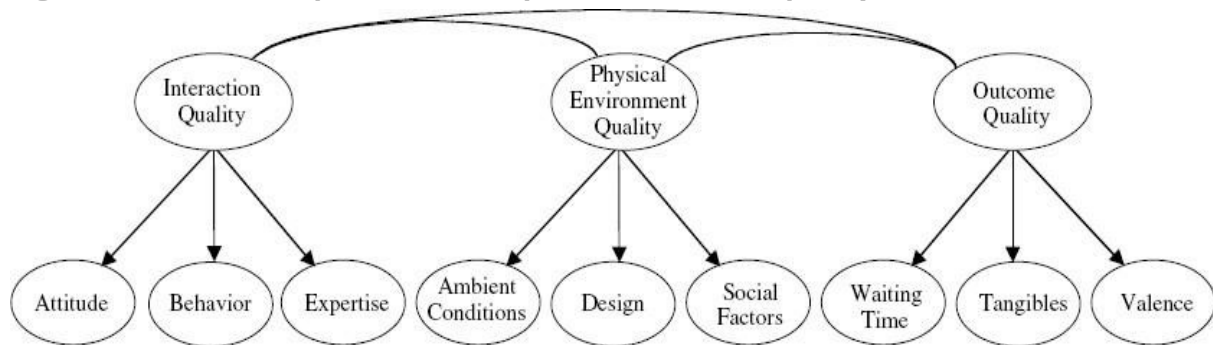 Interaction
Quality
Physical
Environment
Quality
Outcome
Quality
Attitude
Behavior
Expertise
Ambient
Conditions
Design
Social
Factors
Waiting
Time
Tangibles
Valence